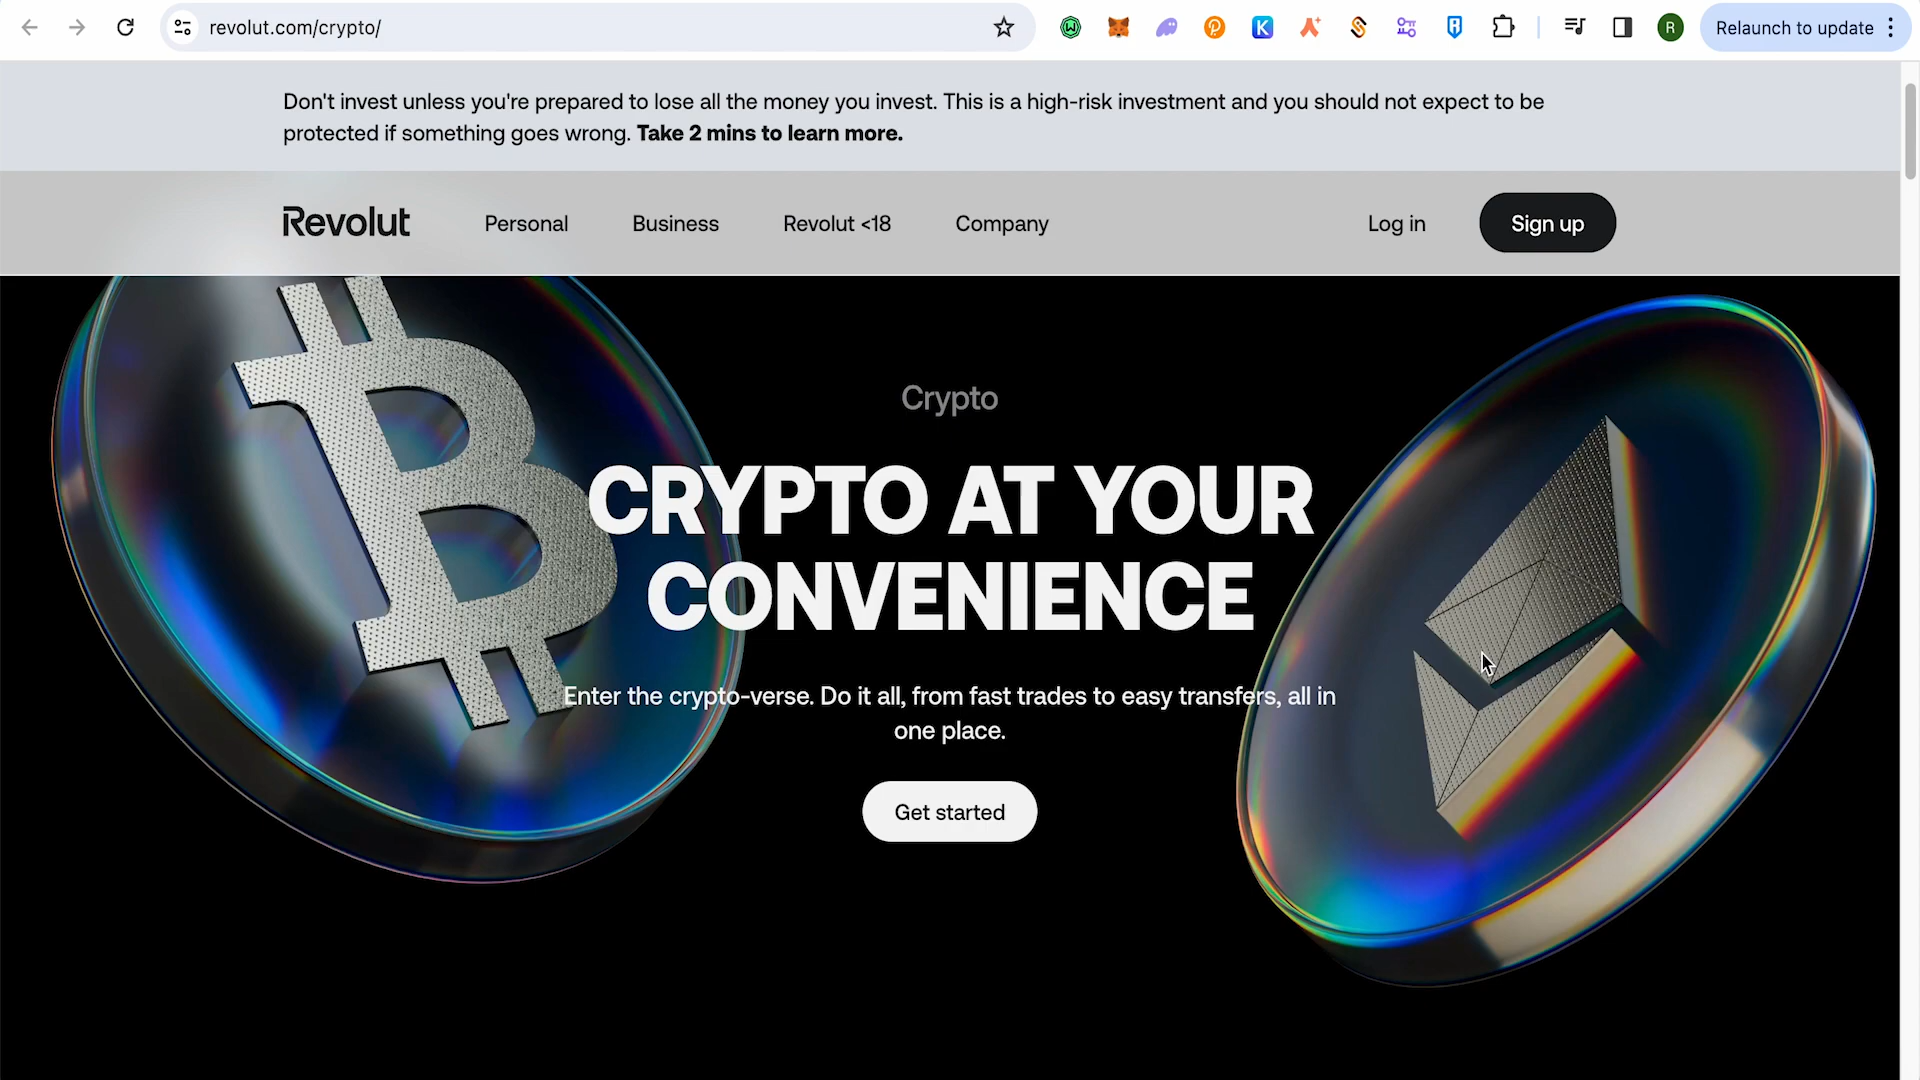 revolut.com/crypto/
R
Relaunch to update
Don't invest unless you're prepared to lose all the money you invest. This is a high-risk investment and you should not expect to be
protected if something goes wrong. Take 2 mins to learn more.
Revolut
Personal
Business
Revolut <18
Company
Log in
Sign up
Crypto
CRYPTO AT YOUR
CONVENIENCE
Enter the crypto-verse. Do it all, from fast trades to easy transfers, all in
one place.
Get started